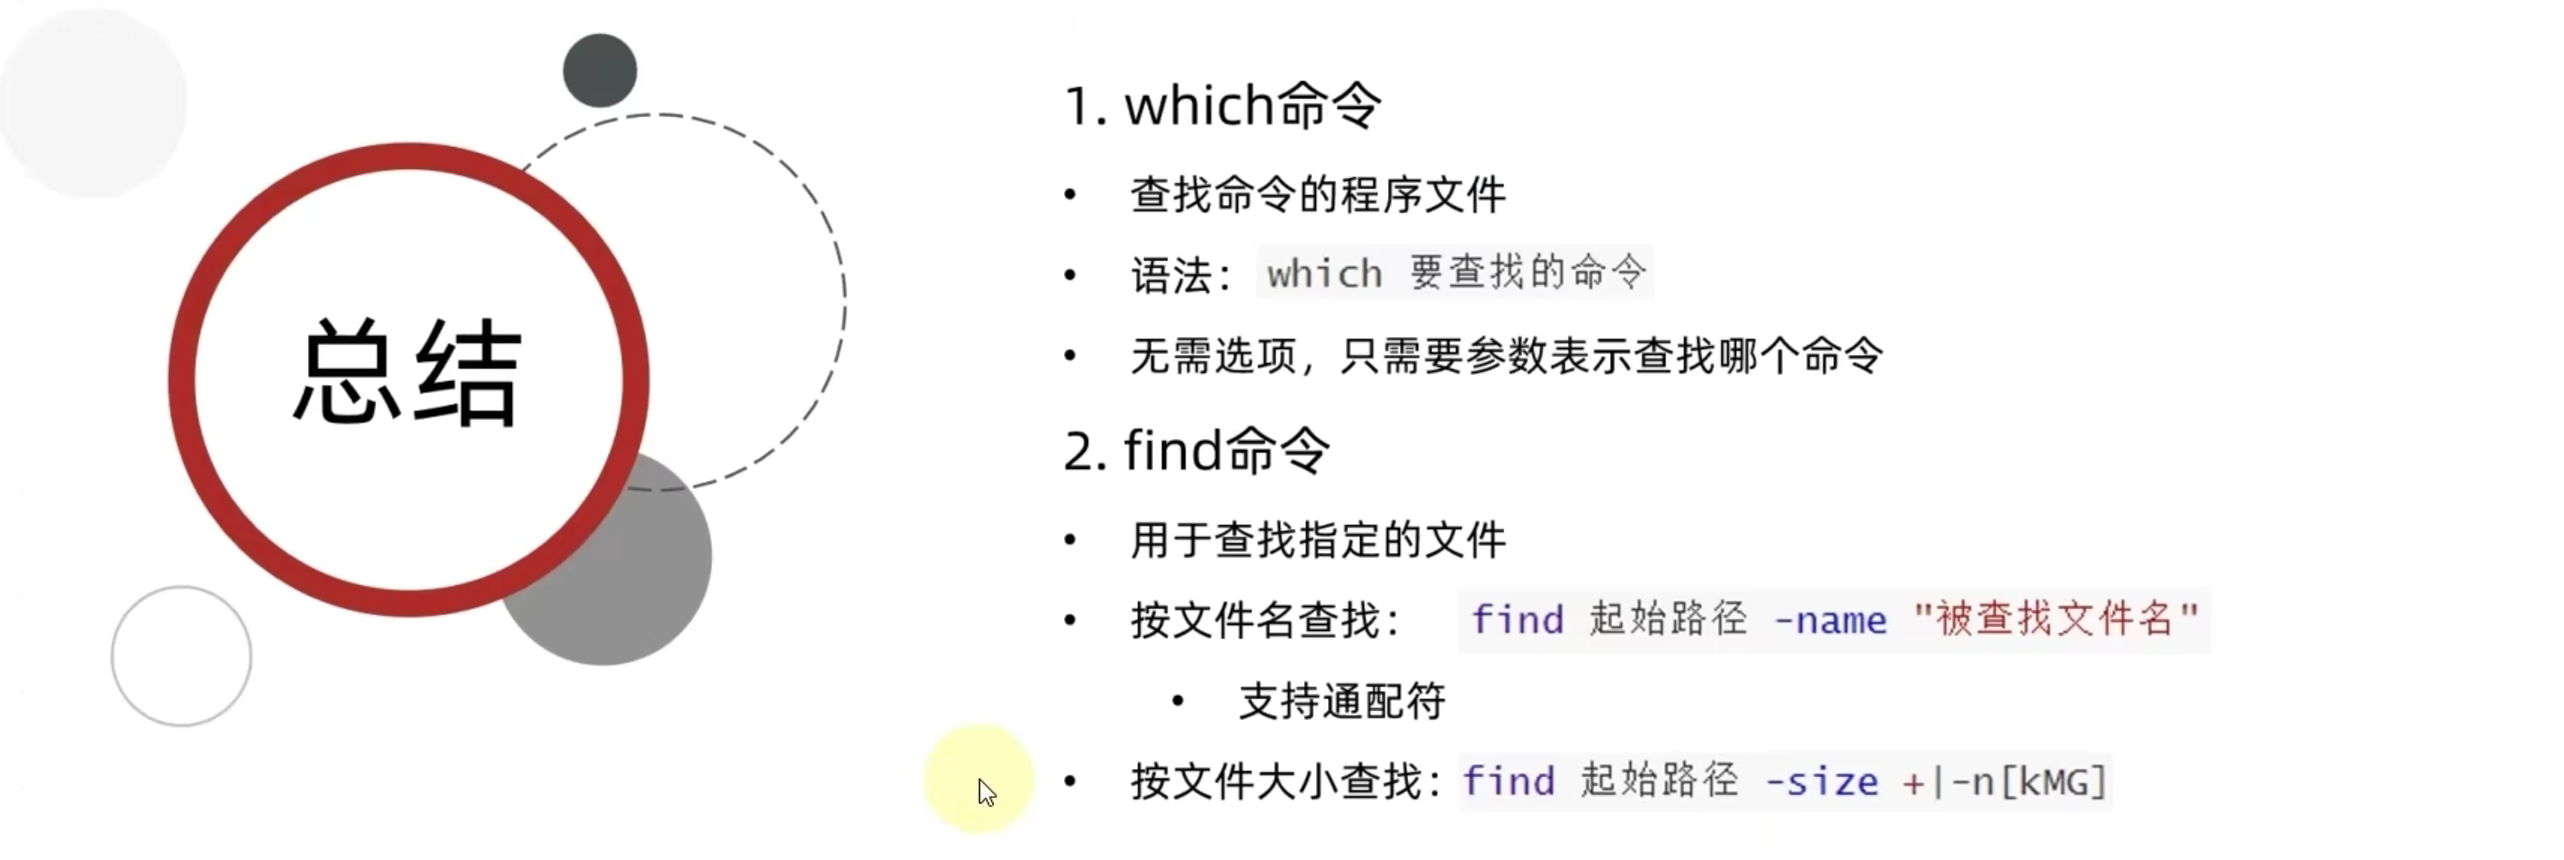 总结
1. which命令
• 查找命令的程序文件
• 语法： which 要查找的命令
• 无需选项，只需要参数表示查找哪个命令
2. find命令
• 用于查找指定的文件
• 按文件名查找： find 起始路径 -name "被查找文件名"
• 支持通配符
• 按文件大小查找：find 起始路径 -size +|-n[kMG]